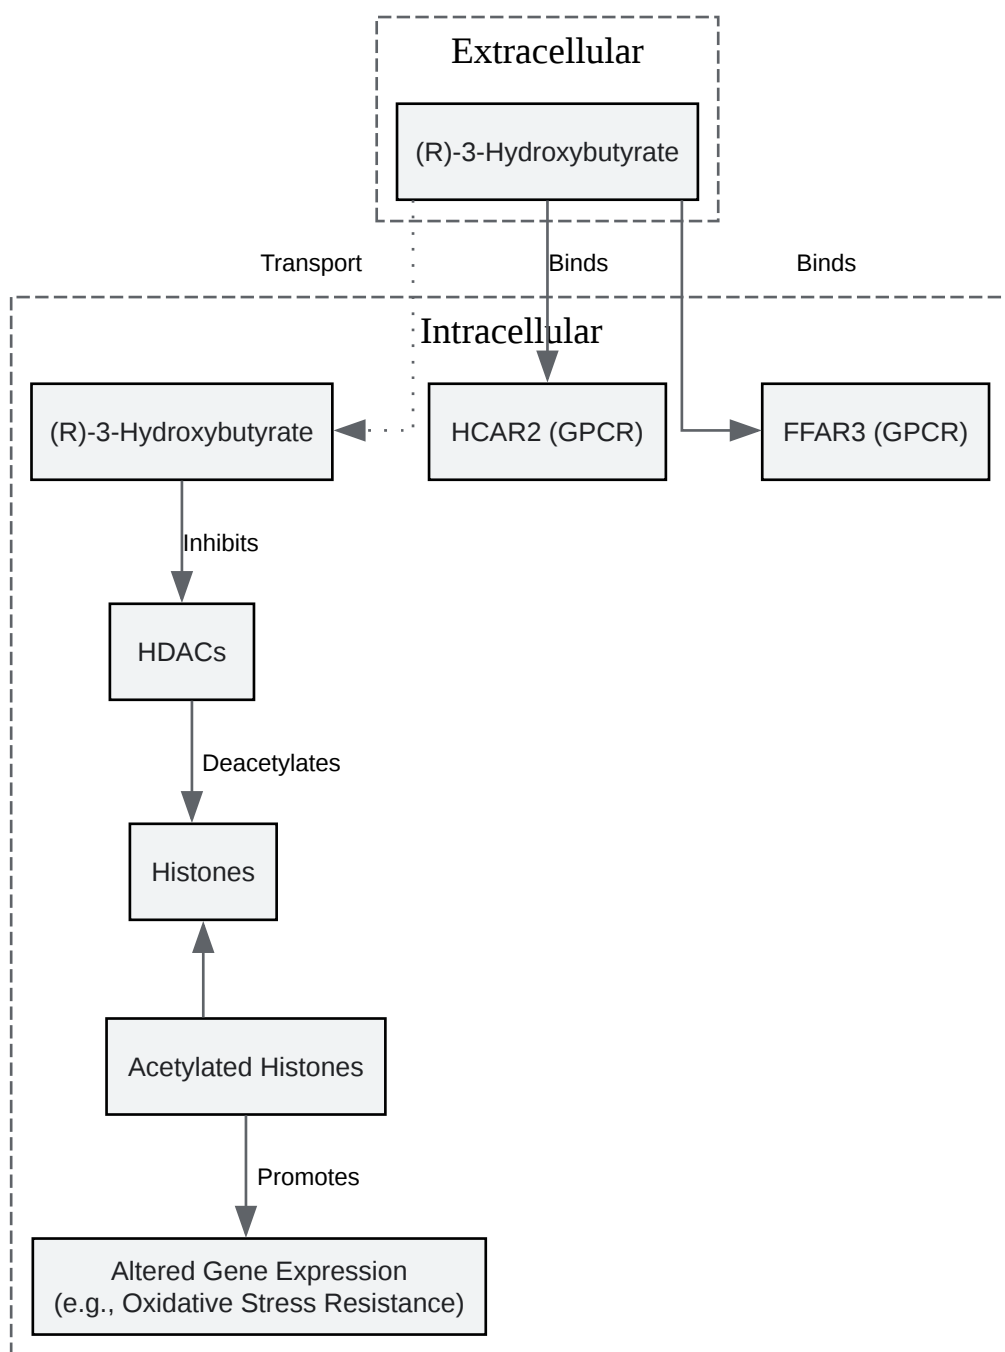 Extracellular
(R)-3-Hydroxybutyrate
Transport
Binds
Binds
Intracellular
(R)-3-Hydroxybutyrate
HCAR2 (GPCR)
FFAR3 (GPCR)
Inhibits
HDACs
Deacetylates
Histones
Acetylated Histones
Promotes
Altered Gene Expression
(e.g., Oxidative Stress Resistance)